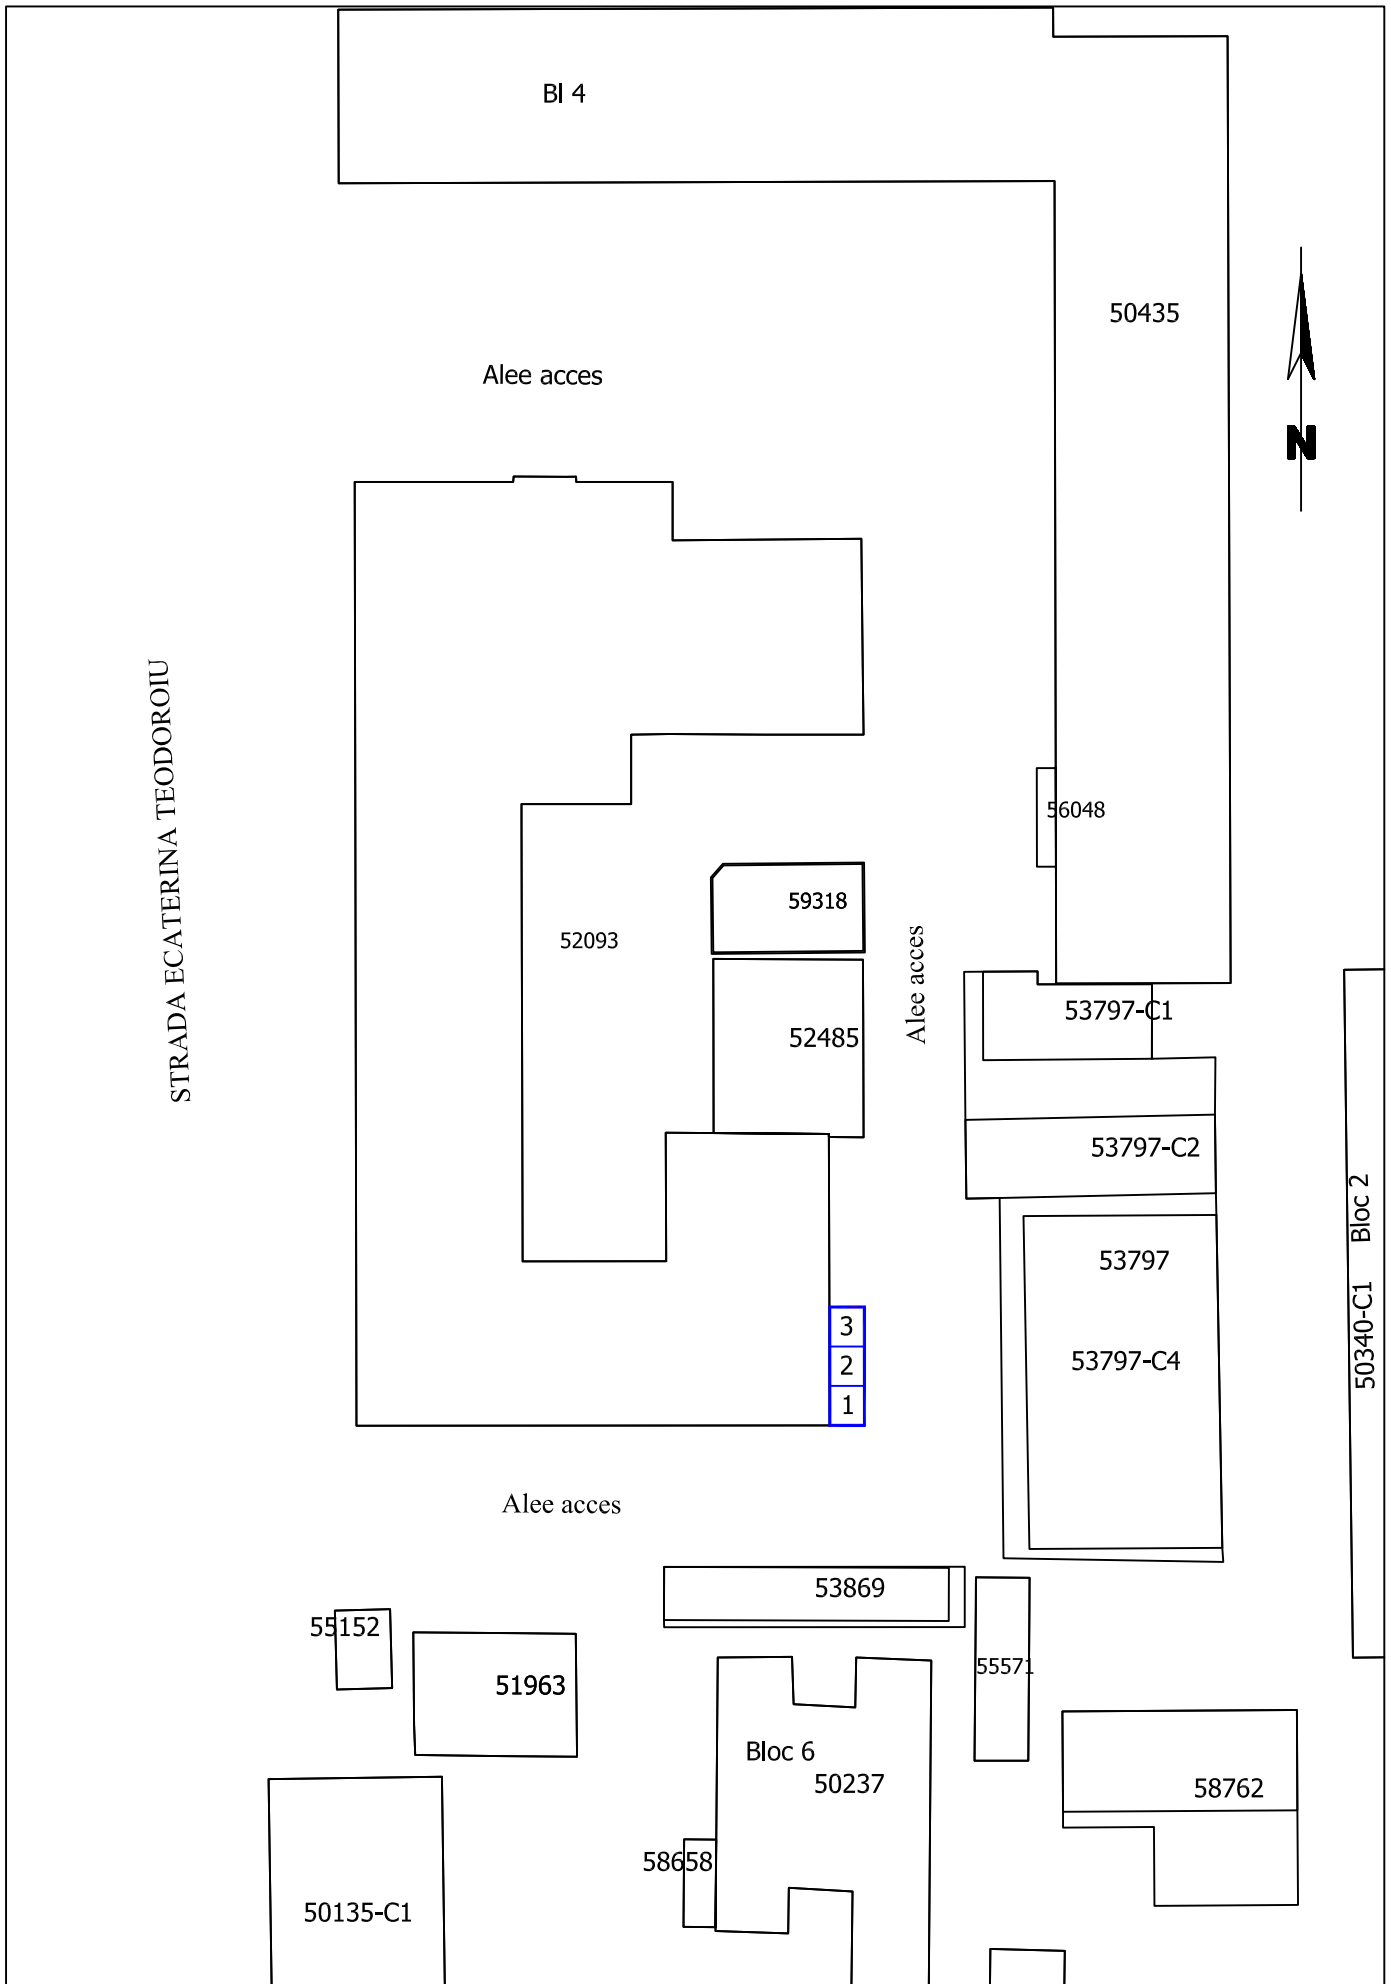 Bl 4
50435
Alee acces
N
STRADA ECATERINA TEODOROIU
56048
59318
52093
Alee acces
53797-C1
52485
53797-C2
50340-C1 Bloc 2
53797
3
53797-C4
2
1
Alee acces
53869
55152
55571
51963
Bloc 6
50237
58762
58658
50135-C1